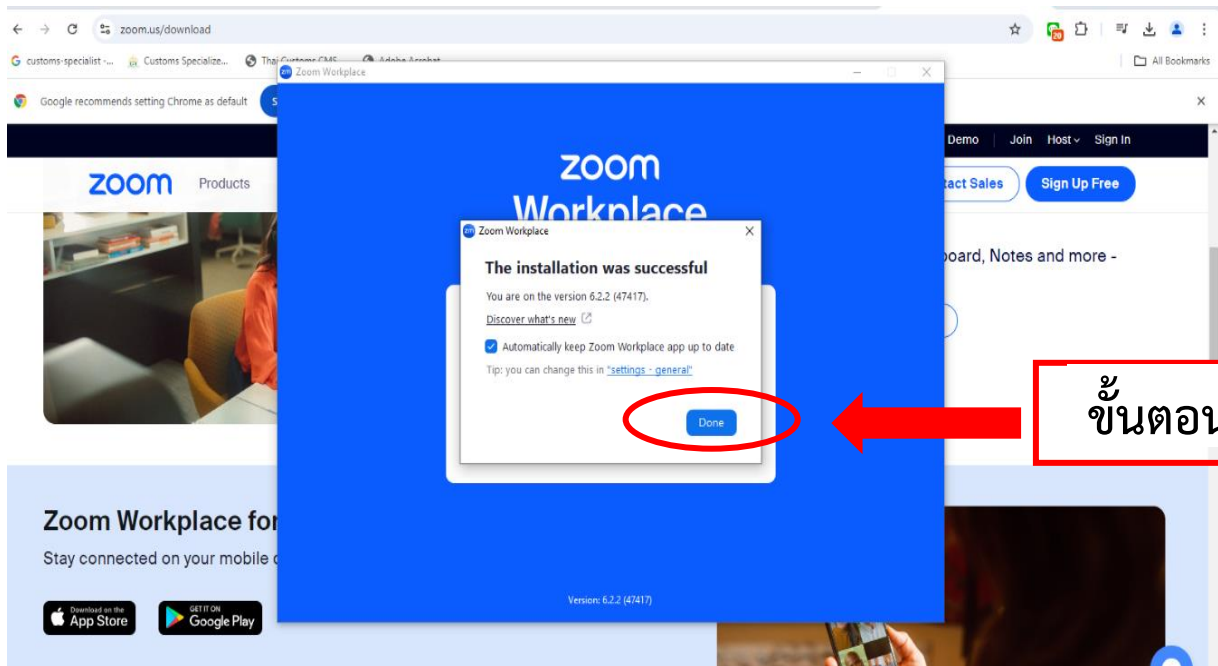 zoom.us/download
customs-specialist -...
Customs Specialize...
All Bookmarks
Zoom Workplace
Google recommends setting Chrome as default
Demo Join Host Sign In
zoom Products
Sign Up Free
zoom
Workplace
Zoom Workplace
The installation was successful
You are on the version 6.2.2 (47417).
Discover what's new
Automatically keep Zoom Workplace app up to date
Tip: you can change this in "settings - general"
Done
board, Notes and more -
ขั้นตอน
Zoom Workplace for
Stay connected on your mobile
Download on the
App Store
GET IT ON
Google Play
Version: 6.2.2 (47417)